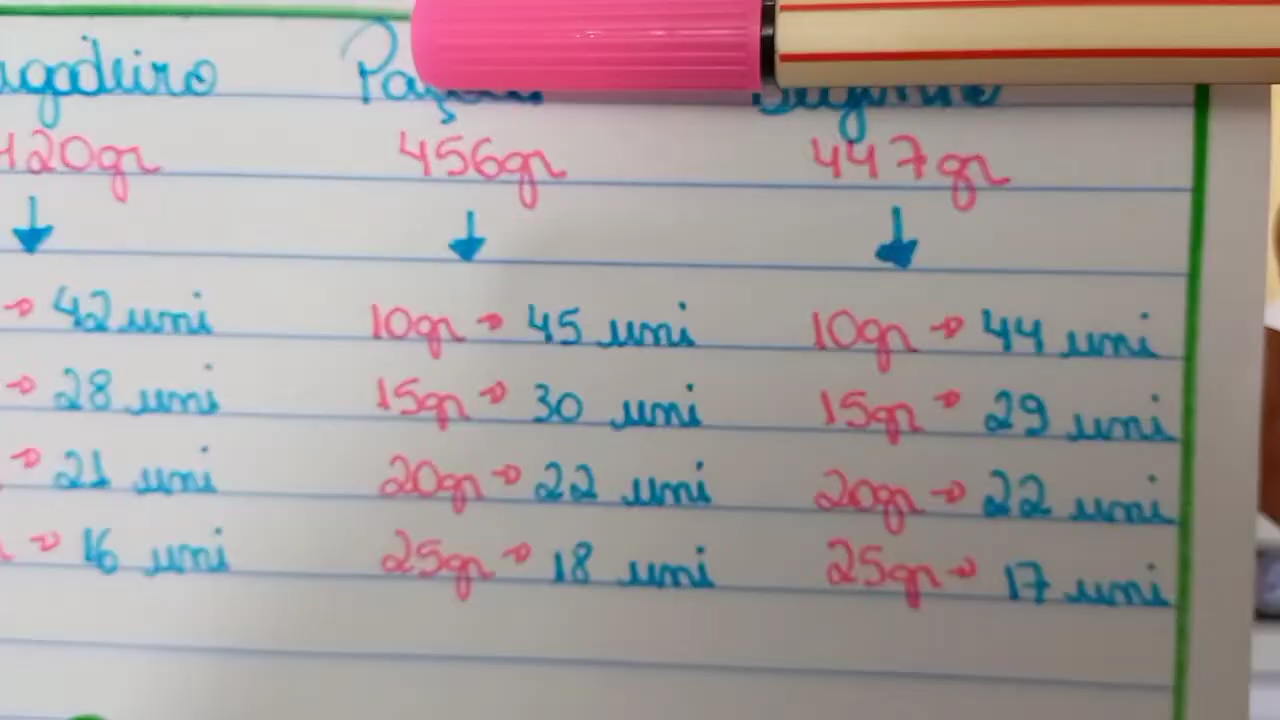 420gr 456gr 447gr
42 uni 10gr 45 uni 10gr 44 uni
28 uni 15gr 30 uni 15gr 29 uni
21 uni 20gr 22 uni 20gr 22 uni
16 uni 25gr 18 uni 25gr 17 uni